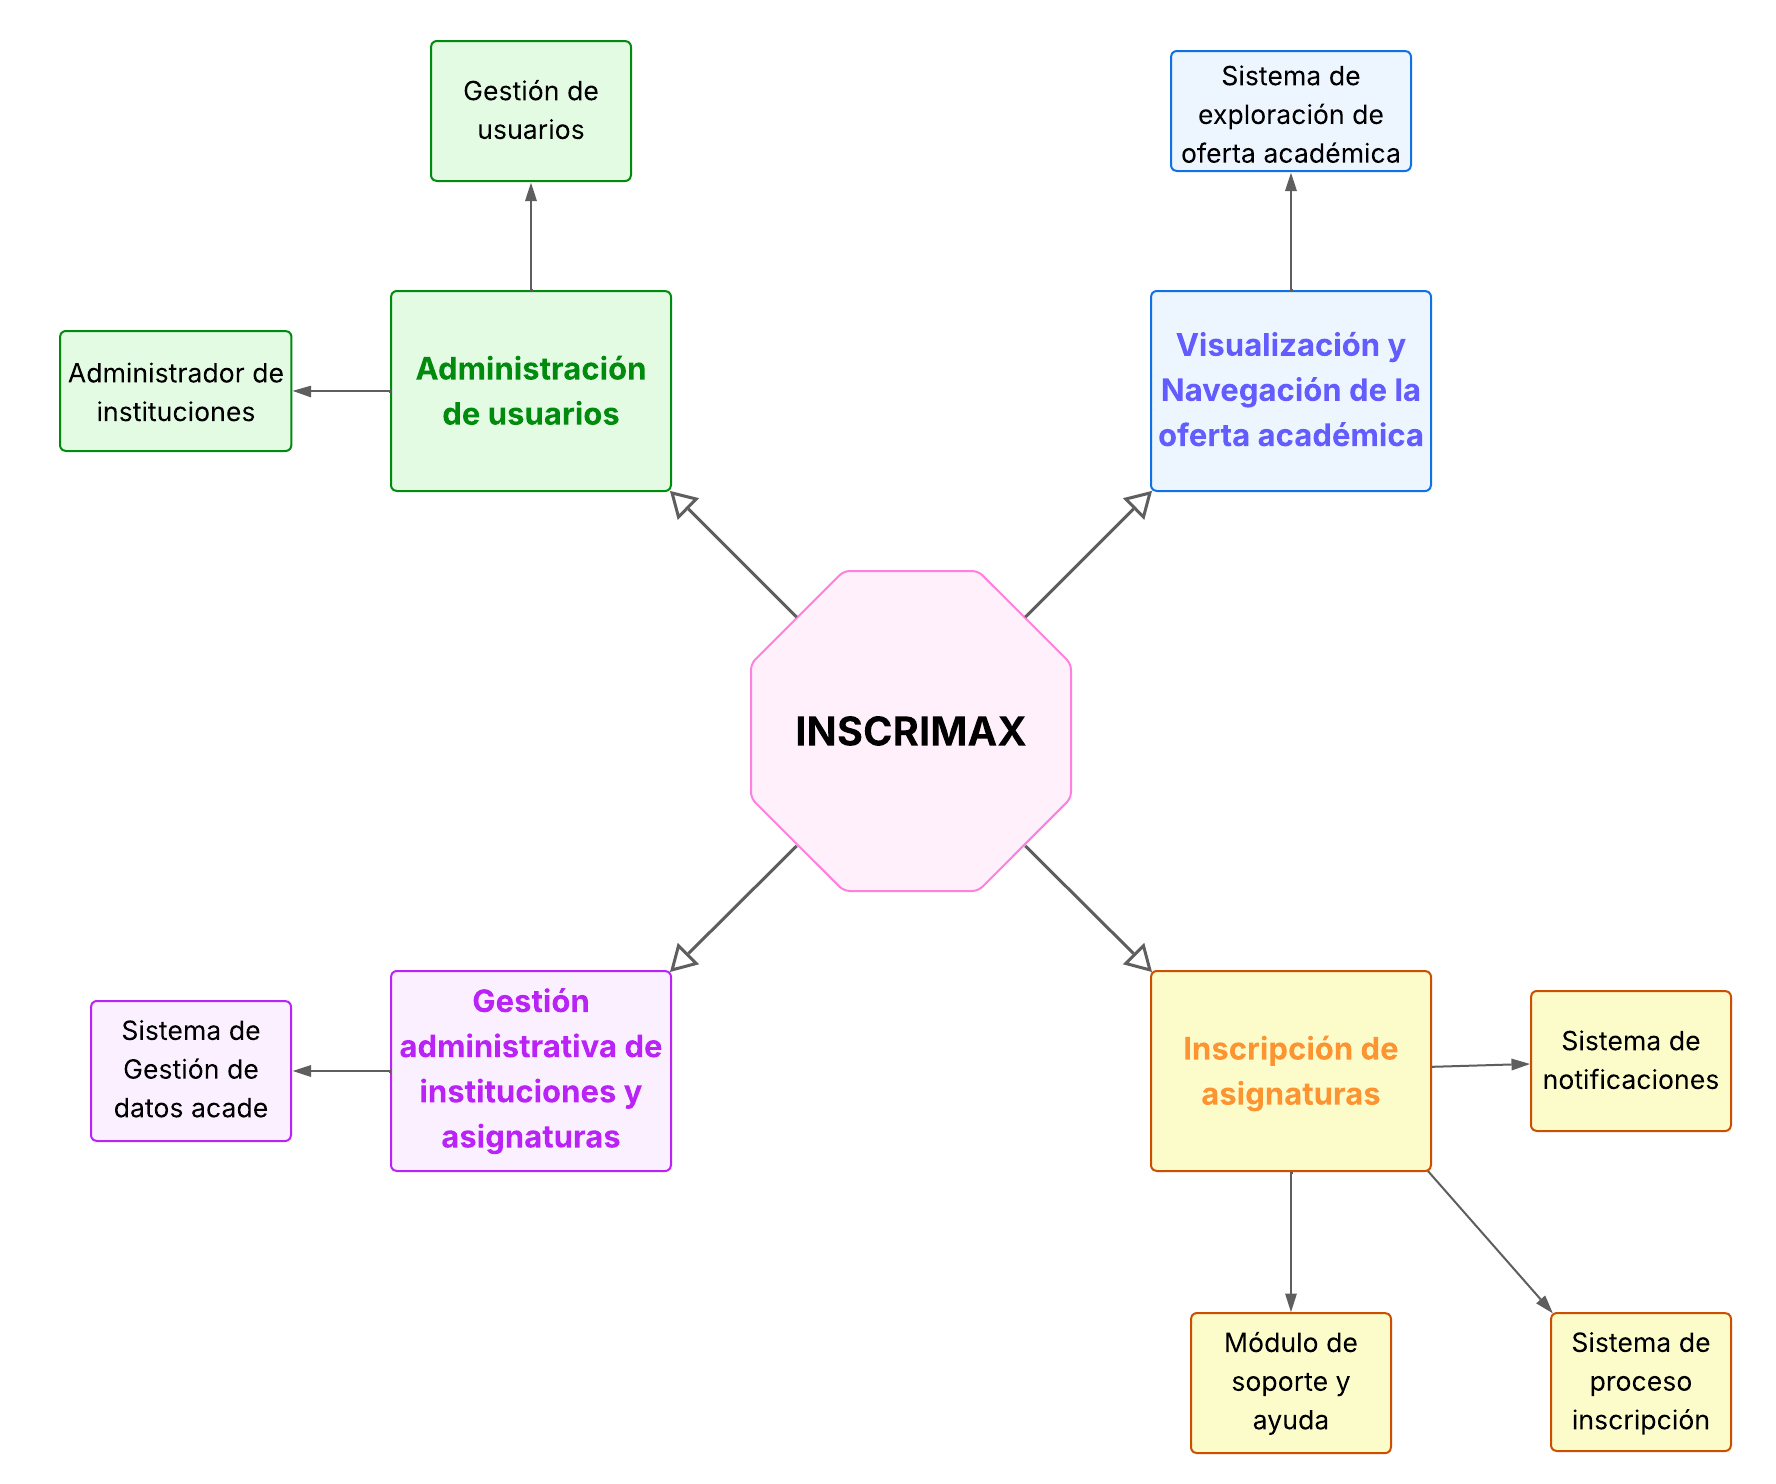 Gestión de
usuarios
Sistema de
exploración de
oferta académica
Administrador de
instituciones
Administración
de usuarios
Visualización y
Navegación de la
oferta académica
INSCRIMAX
Sistema de
Gestión de
datos acade
Gestión
administrativa de
instituciones y
asignaturas
Inscripción de
asignaturas
Sistema de
notificaciones
Módulo de
soporte y
ayuda
Sistema de
proceso
inscripción